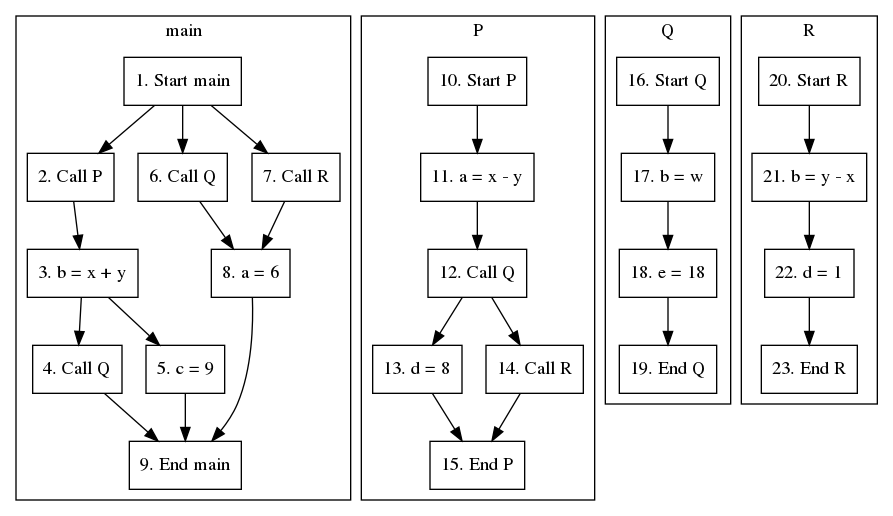 main
1. Start main
2. Call P
6. Call Q
7. Call R
3. b = x + y
8. a = 6
4. Call Q
5. c = 9
9. End main
P
10. Start P
11. a = x - y
12. Call Q
13. d = 8
14. Call R
15. End P
Q
16. Start Q
17. b = w
18. e = 18
19. End Q
R
20. Start R
21. b = y - x
22. d = 1
23. End R